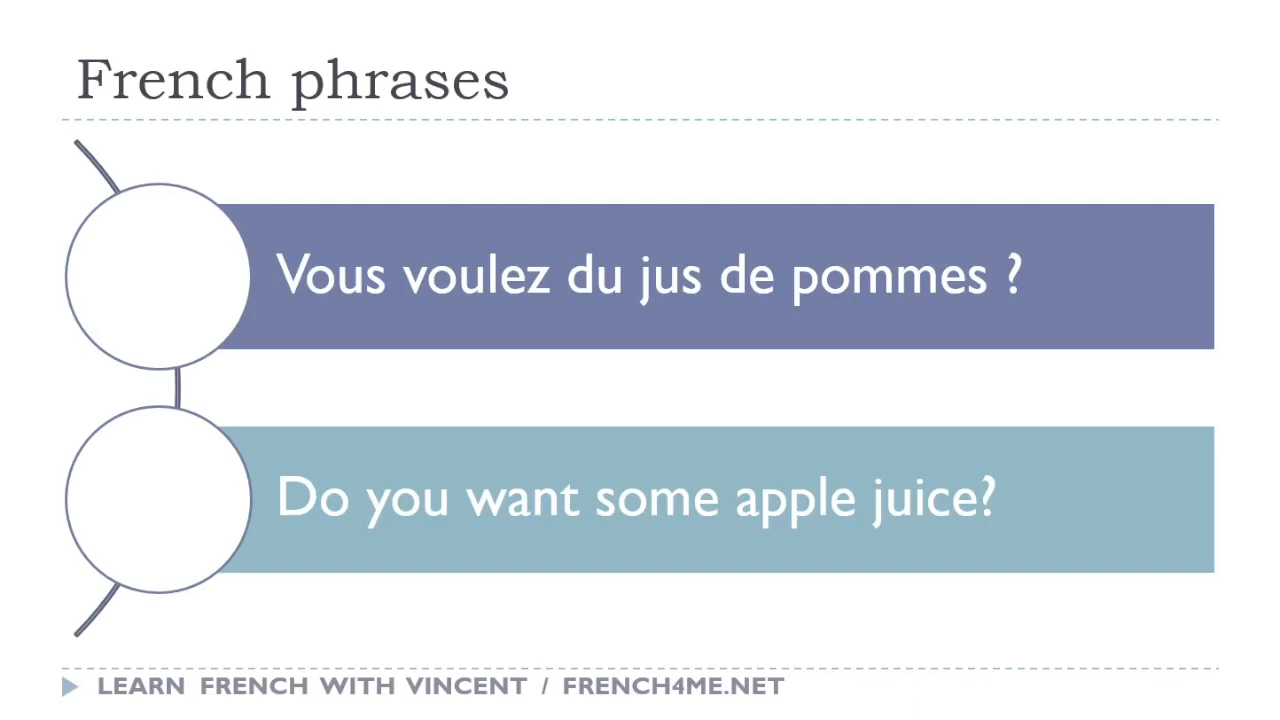 French phrases
Vous voulez du jus de pommes ?
Do you want some apple juice?
LEARN FRENCH WITH VINCENT / FRENCH4ME.NET